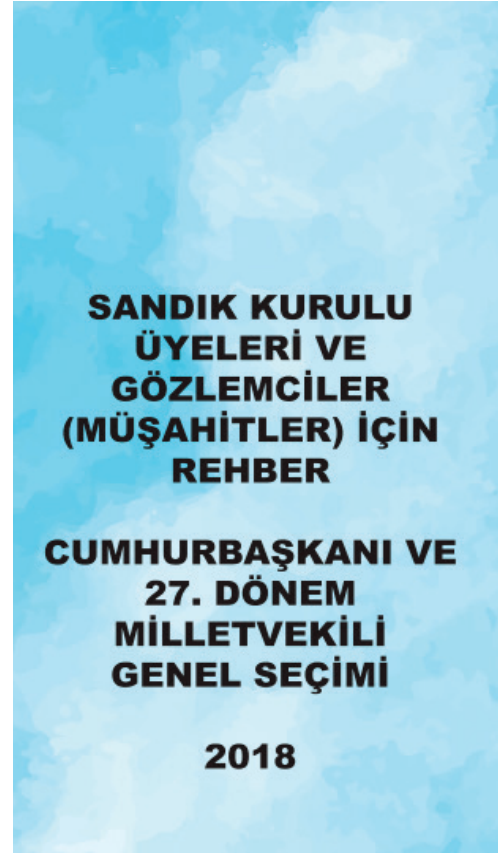 SANDIK KURULU
ÜYELERİ VE
GÖZLEMCİLER
(MÜŞAHİTLER) İÇİN
REHBER
CUMHURBAŞKANI VE
27. DÖNEM
MİLLETVEKİLİ
GENEL SEÇİMİ
2018